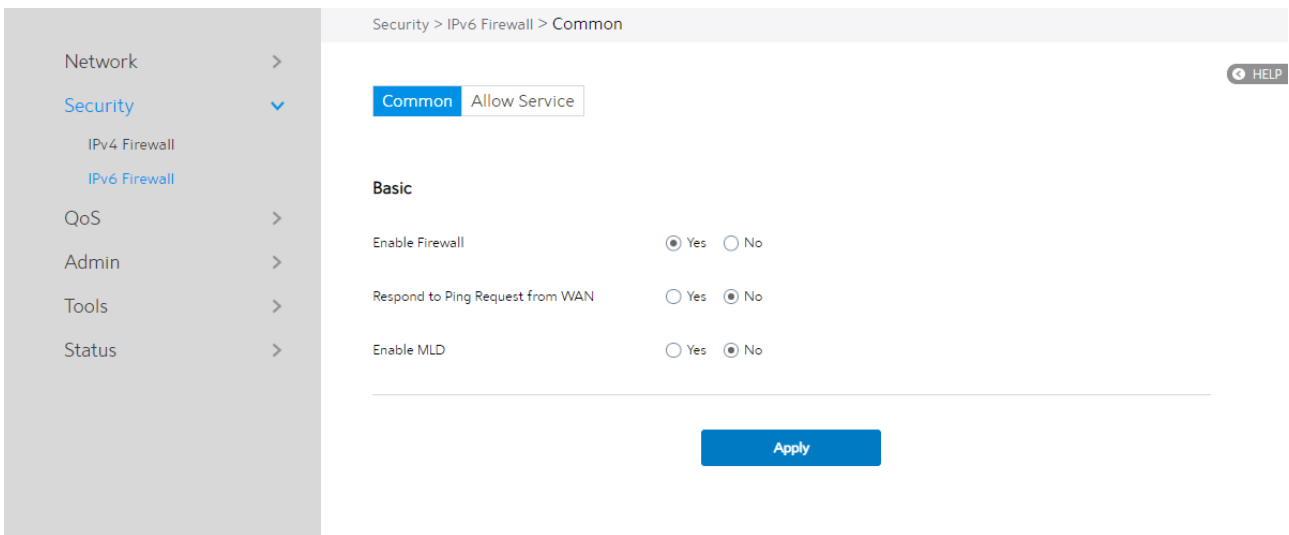 Security > IPv6 Firewall > Common
Network
Security
IPv4 Firewall
IPv6 Firewall
QoS
Admin
Tools
Status
HELP
Common Allow Service
Basic
Enable Firewall Yes No
Respond to Ping Request from WAN Yes No
Enable MLD Yes No
Apply